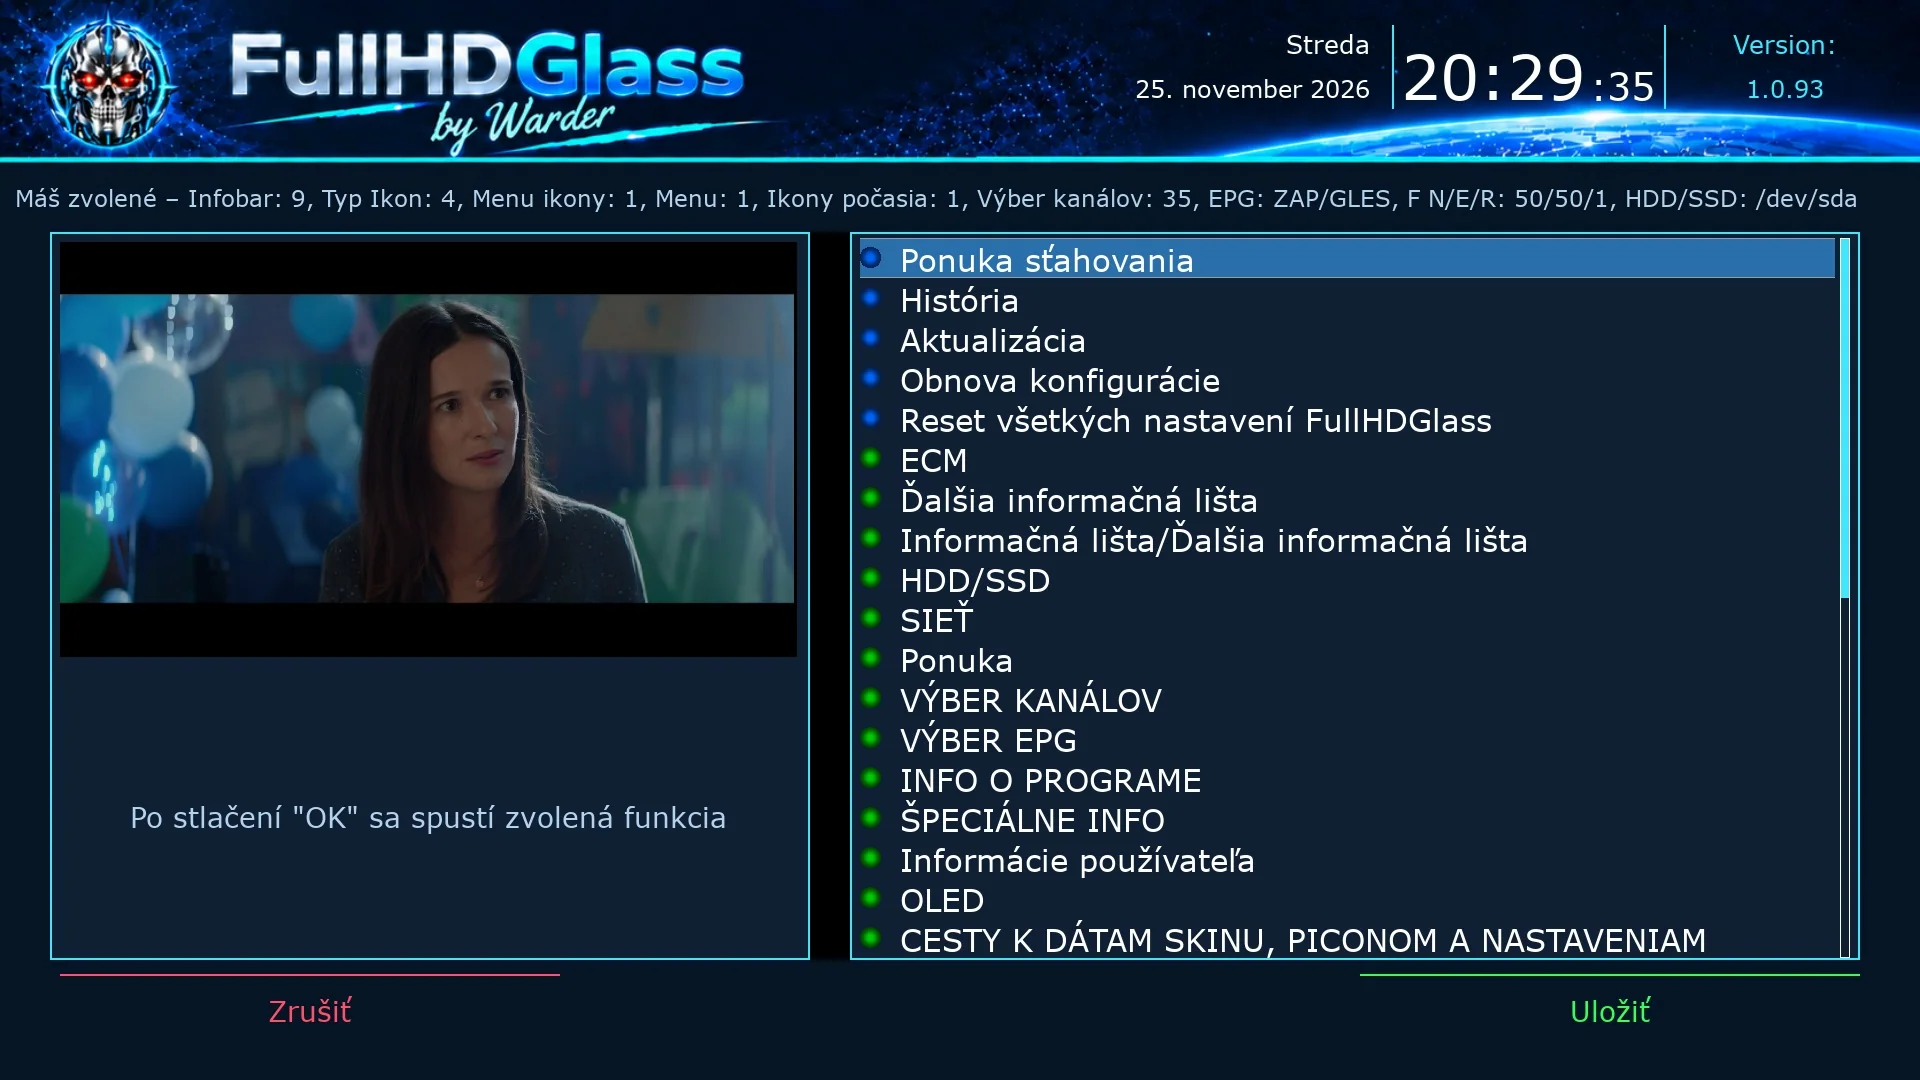 FullHDGlass
by Warder
Streda
25. november 2026
20:29:35
Version:
1.0.93
Máš zvolené – Infobar: 9, Typ Ikon: 4, Menu ikony: 1, Menu: 1, Ikony počasia: 1, Výber kanálov: 35, EPG: ZAP/GLES, F N/E/R: 50/50/1, HDD/SSD: /dev/sda
Ponuka sťahovania
História
Aktualizácia
Obnova konfigurácie
Reset všetkých nastavení FullHDGlass
ECM
Ďalšia informačná lišta
Informačná lišta/Ďalšia informačná lišta
HDD/SSD
SIEŤ
Ponuka
VÝBER KANÁLOV
VÝBER EPG
INFO O PROGRAME
ŠPECIÁLNE INFO
Informácie používateľa
OLED
CESTY K DÁTAM SKINU, PICONOM A NASTAVENIAM
Po stlačení "OK" sa spustí zvolená funkcia
Zrušiť
Uložiť